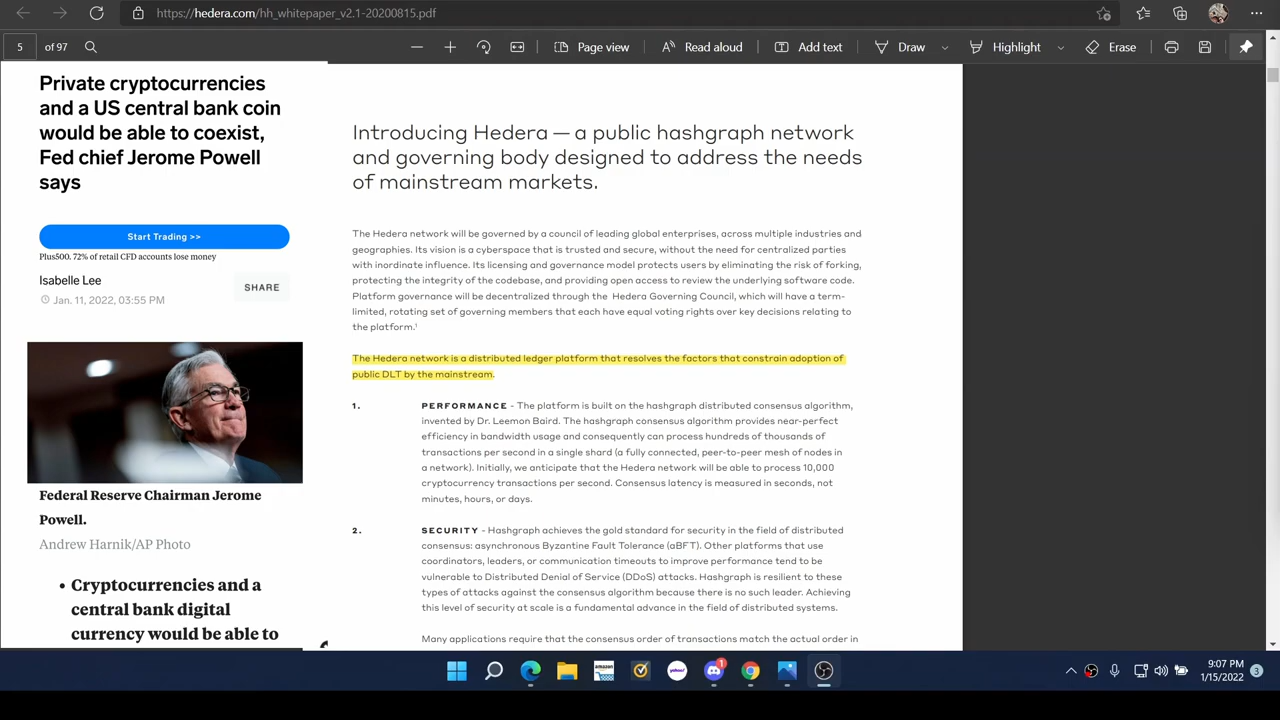 https://hedera.com/hh_whitepaper_v2.1-20200815.pdf
5 of 97
Page view
Read aloud
Add text
Draw
Highlight
Erase
Private cryptocurrencies
and a US central bank coin
would be able to coexist,
Fed chief Jerome Powell
says
Start Trading >>
Plus500. 72% of retail CFD accounts lose money
Isabelle Lee
Jan. 11, 2022, 03:55 PM
SHARE
Federal Reserve Chairman Jerome
Powell.
Andrew Harnik/AP Photo
• Cryptocurrencies and a
central bank digital
currency would be able to
Introducing Hedera — a public hashgraph network
and governing body designed to address the needs
of mainstream markets.
The Hedera network will be governed by a council of leading global enterprises, across multiple industries and
geographies. Its vision is a cyberspace that is trusted and secure, without the need for centralized parties
with inordinate influence. Its licensing and governance model protects users by eliminating the risk of forking,
protecting the integrity of the codebase, and providing open access to review the underlying software code.
Platform governance will be decentralized through the Hedera Governing Council, which will have a term-
limited, rotating set of governing members that each have equal voting rights over key decisions relating to
the platform.¹
The Hedera network is a distributed ledger platform that resolves the factors that constrain adoption of
public DLT by the mainstream.
1. PERFORMANCE - The platform is built on the hashgraph distributed consensus algorithm,
invented by Dr. Leemon Baird. The hashgraph consensus algorithm provides near-perfect
efficiency in bandwidth usage and consequently can process hundreds of thousands of
transactions per second in a single shard (a fully connected, peer-to-peer mesh of nodes in
a network). Initially, we anticipate that the Hedera network will be able to process 10,000
cryptocurrency transactions per second. Consensus latency is measured in seconds, not
minutes, hours, or days.
2. SECURITY - Hashgraph achieves the gold standard for security in the field of distributed
consensus: asynchronous Byzantine Fault Tolerance (aBFT). Other platforms that use
coordinators, leaders, or communication timeouts to improve performance tend to be
vulnerable to Distributed Denial of Service (DDoS) attacks. Hashgraph is resilient to these
types of attacks against the consensus algorithm because there is no such leader. Achieving
this level of security at scale is a fundamental advance in the field of distributed systems.
Many applications require that the consensus order of transactions match the actual order in
amazon
yahoo!
1
9:07 PM
1/15/2022
3